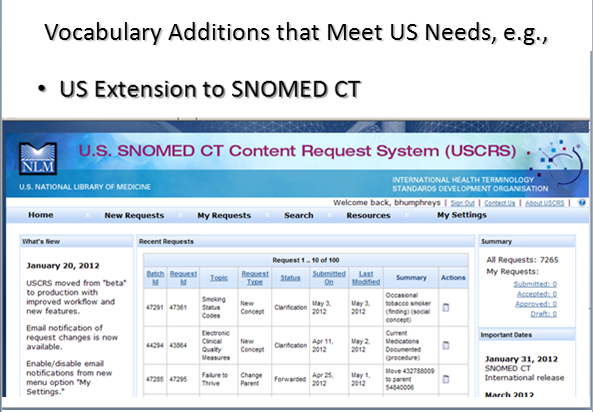 Vocabulary Additions that Meet US Needs, e.g.,
• US Extension to SNOMED CT
NLM
U.S. SNOMED CT Content Request System (USCRS)
U.S. NATIONAL LIBRARY OF MEDICINE
INTERNATIONAL HEALTH TERMINOLOGY
STANDARDS DEVELOPMENT ORGANISATION
Welcome back, bhumphreys | Sign Out | Contact Us | About USCRS |
Home New Requests My Requests Search Resources My Settings
What's New
January 20, 2012
USCRS moved from "beta"
to production with
improved workflow and
new features.
Email notification of
request changes is now
available.
Enable/disable email
notifications from new
menu option "My
Settings."
Recent Requests
Request 1 .. 10 of 100
Batch Id Request Id Topic Request Type Status Submitted On Last Modified Summary Actions
47291 47361 Smoking Status Codes New Concept Clarification May 3, 2012 May 3, 2012 Occasional tobacco smoker (finding) (social concept)
44294 43864 Electronic Clinical Quality Measures New Concept Clarification Apr 11, 2012 May 2, 2012 Current Medications Documented (procedure)
47285 47295 Failure to Thrive Change Parent Forwarded Apr 25, 2012 May 1, 2012 Move 432788009 to parent 54840006
Summary
All Requests: 7265
My Requests:
Submitted: 0
Accepted: 0
Approved: 0
Draft: 0
Important Dates
January 31, 2012
SNOMED CT
International release
March 2012